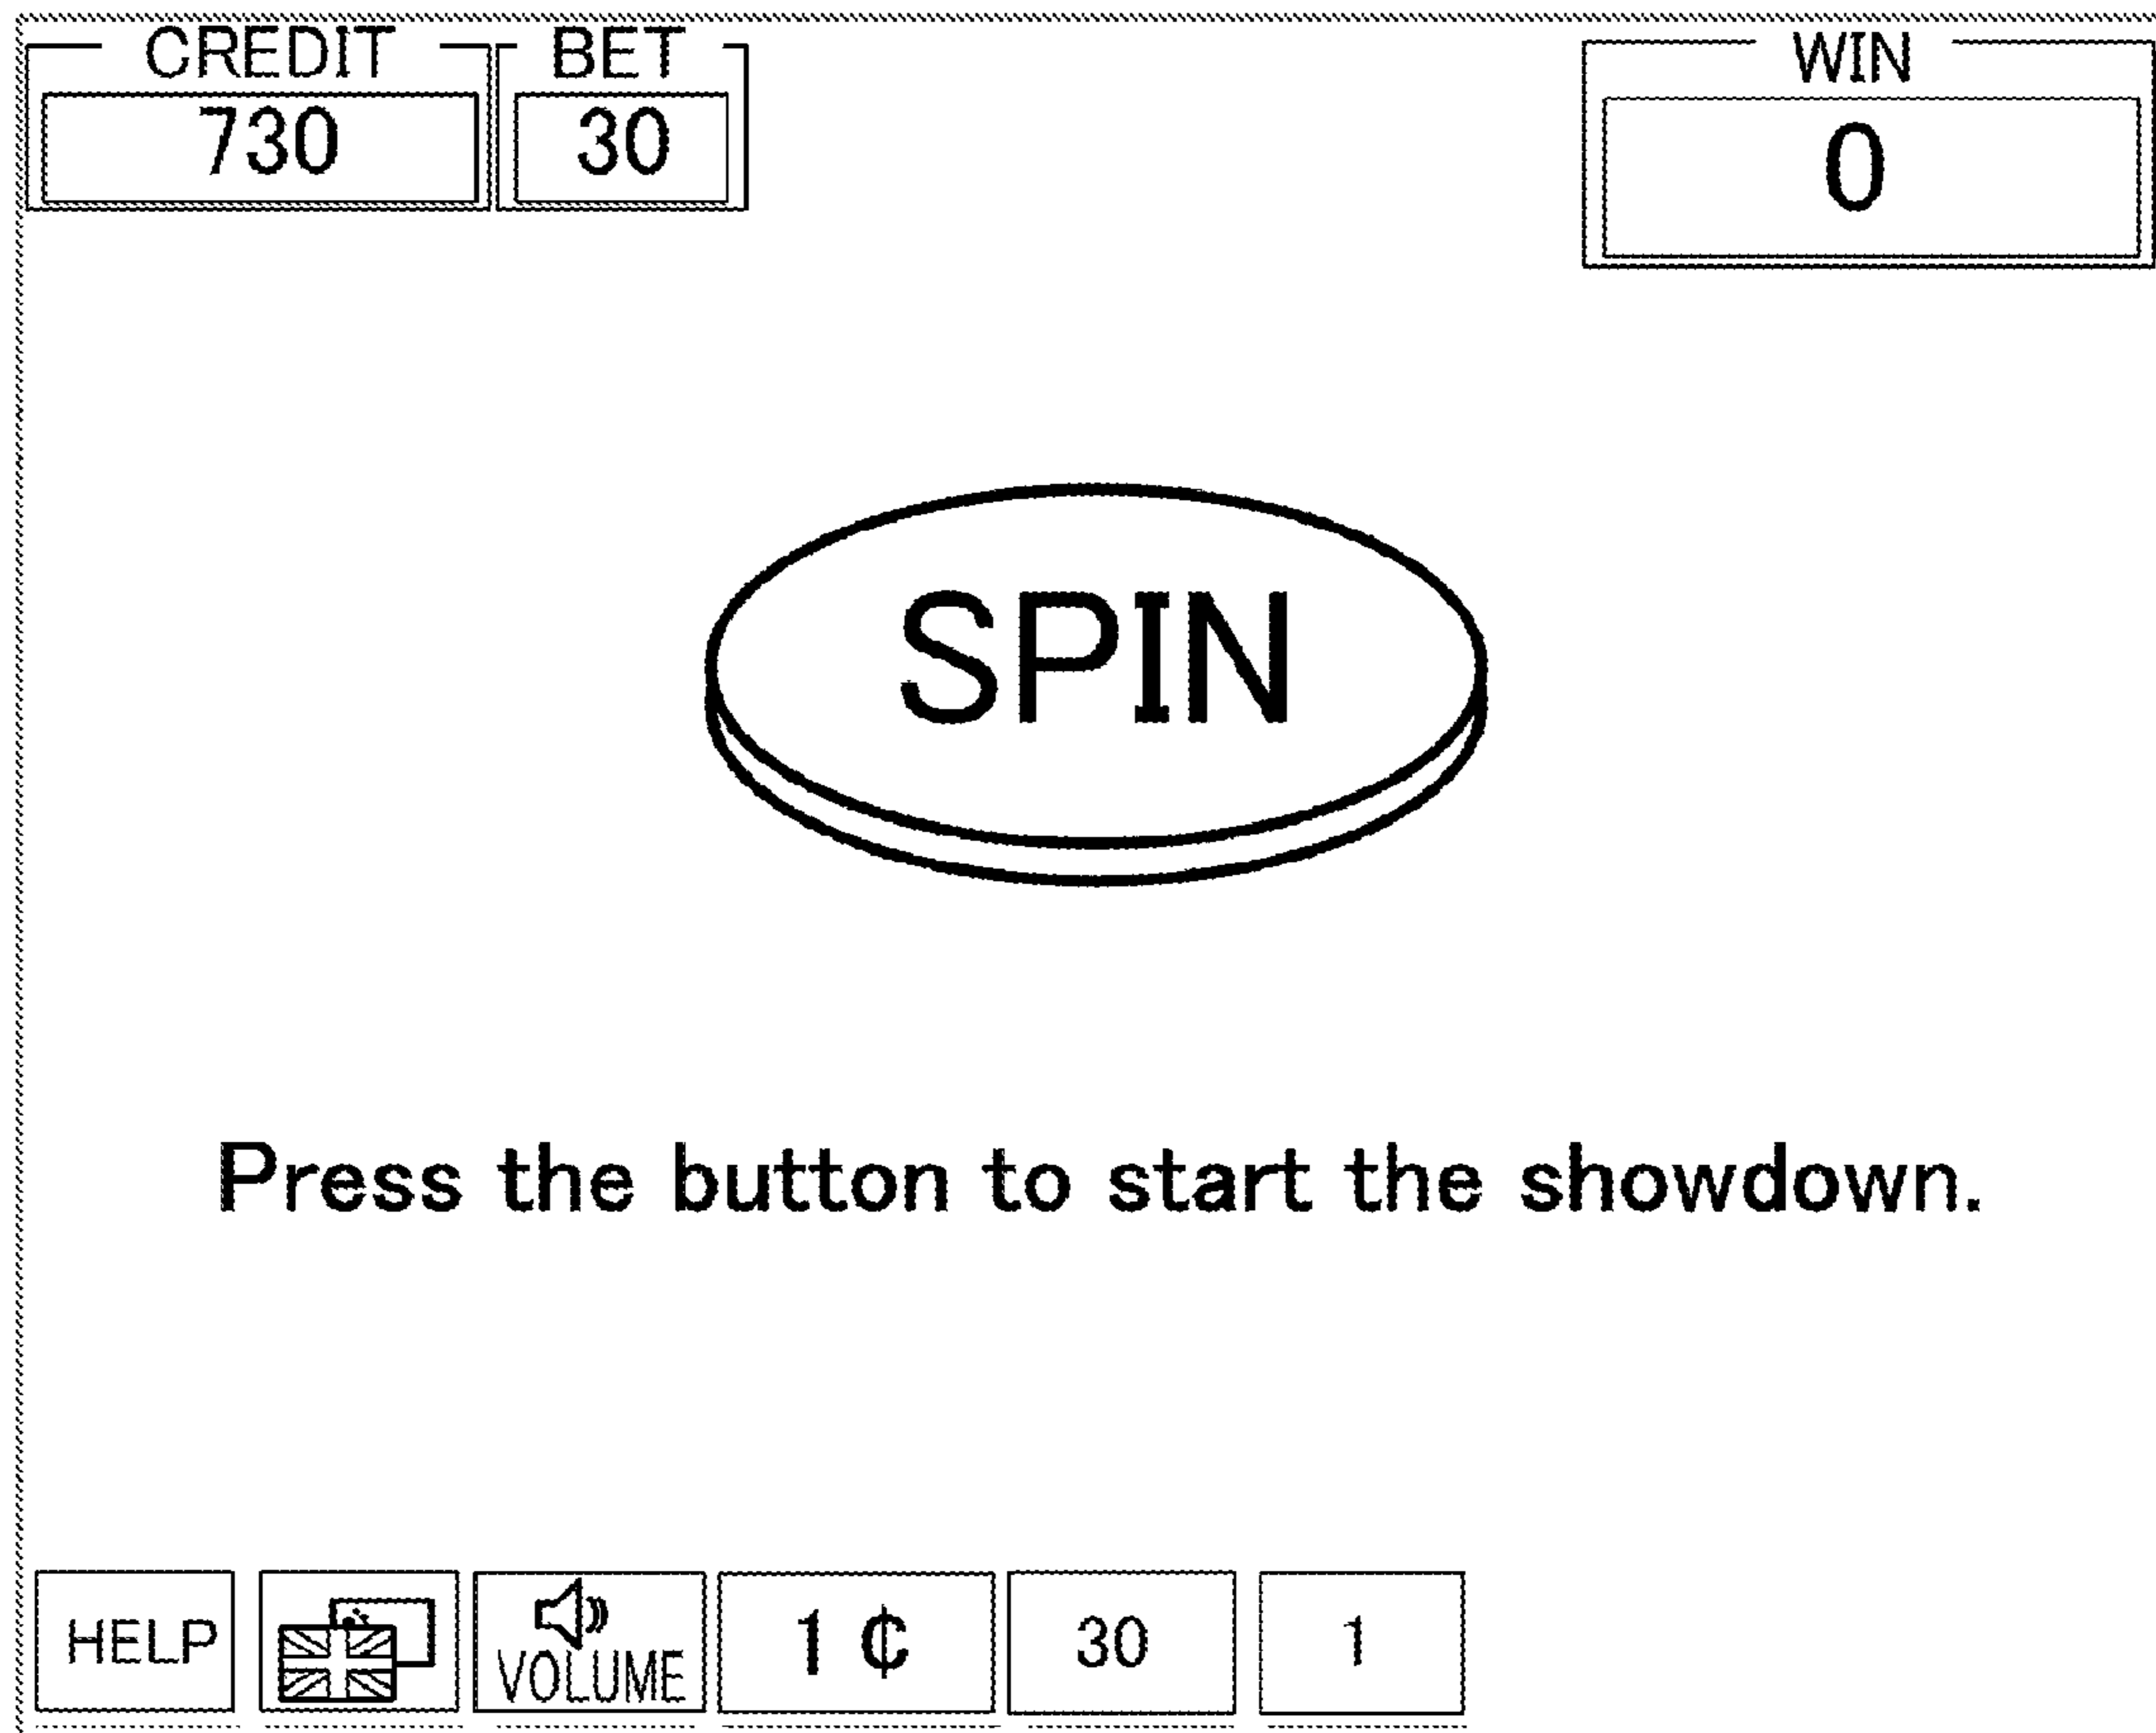 CREDIT BET WIN
730 30 0
SPIN
Press the button to start the showdown.
HELP VOLUME 1 ₵ 30 1